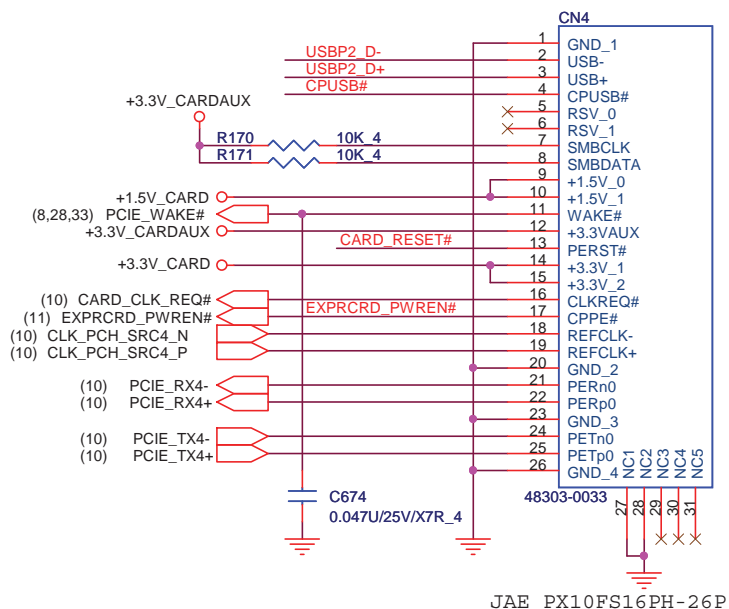 CN4
1 GND_1
USBP2_D- 2 USB-
USBP2_D+ 3 USB+
CPUSB# 4 CPUSB#
+3.3V_CARDAUX
5 RSV_0
6 RSV_1
R170 10K_4 7 SMBCLK
R171 10K_4 8 SMBDATA
9 +1.5V_0
+1.5V_CARD 10 +1.5V_1
(8,28,33) PCIE_WAKE# 11 WAKE#
+3.3V_CARDAUX 12 +3.3VAUX
CARD_RESET# 13 PERST#
+3.3V_CARD 14 +3.3V_1
15 +3.3V_2
(10) CARD_CLK_REQ# 16 CLKREQ#
(11) EXPRCRD_PWREN# EXPRCRD_PWREN# 17 CPPE#
(10) CLK_PCH_SRC4_N 18 REFCLK-
(10) CLK_PCH_SRC4_P 19 REFCLK+
20 GND_2
(10) PCIE_RX4- 21 PERn0
(10) PCIE_RX4+ 22 PERp0
23 GND_3
(10) PCIE_TX4- 24 PETn0
(10) PCIE_TX4+ 25 PETp0
26 GND_4
NC1 NC2 NC3 NC4 NC5
C674
0.047U/25V/X7R_4
48303-0033
27 28 29 30 31
JAE PX10FS16PH-26P